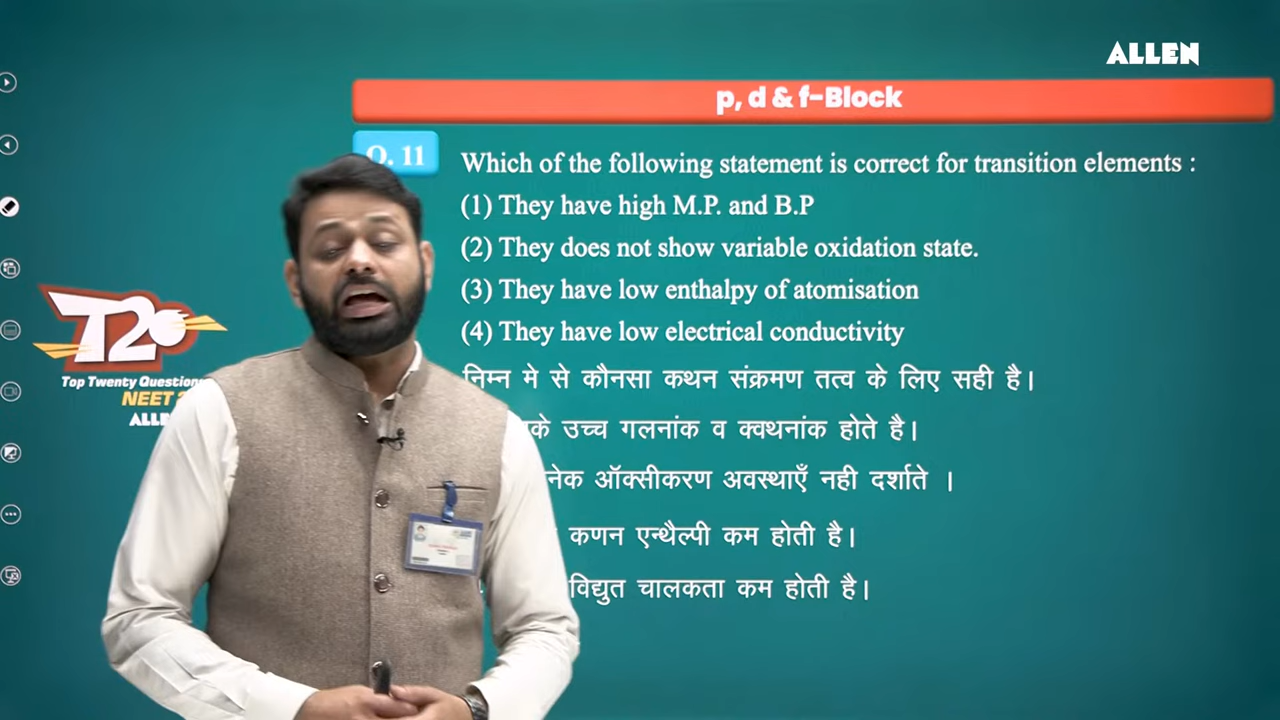 ALLEN
p, d & f-Block
Q. 11
Which of the following statement is correct for transition elements :
(1) They have high M.P. and B.P
(2) They does not show variable oxidation state.
(3) They have low enthalpy of atomisation
(4) They have low electrical conductivity
निम्न मे से कौनसा कथन संक्रमण तत्व के लिए सही है।
उच्च गलनांक व क्वथनांक होते है।
ऑक्सीकरण अवस्थाएँ नही दर्शाते ।
कणन एन्थैल्पी कम होती है।
विद्युत चालकता कम होती है।
T20
Top Twenty Questions
NEET